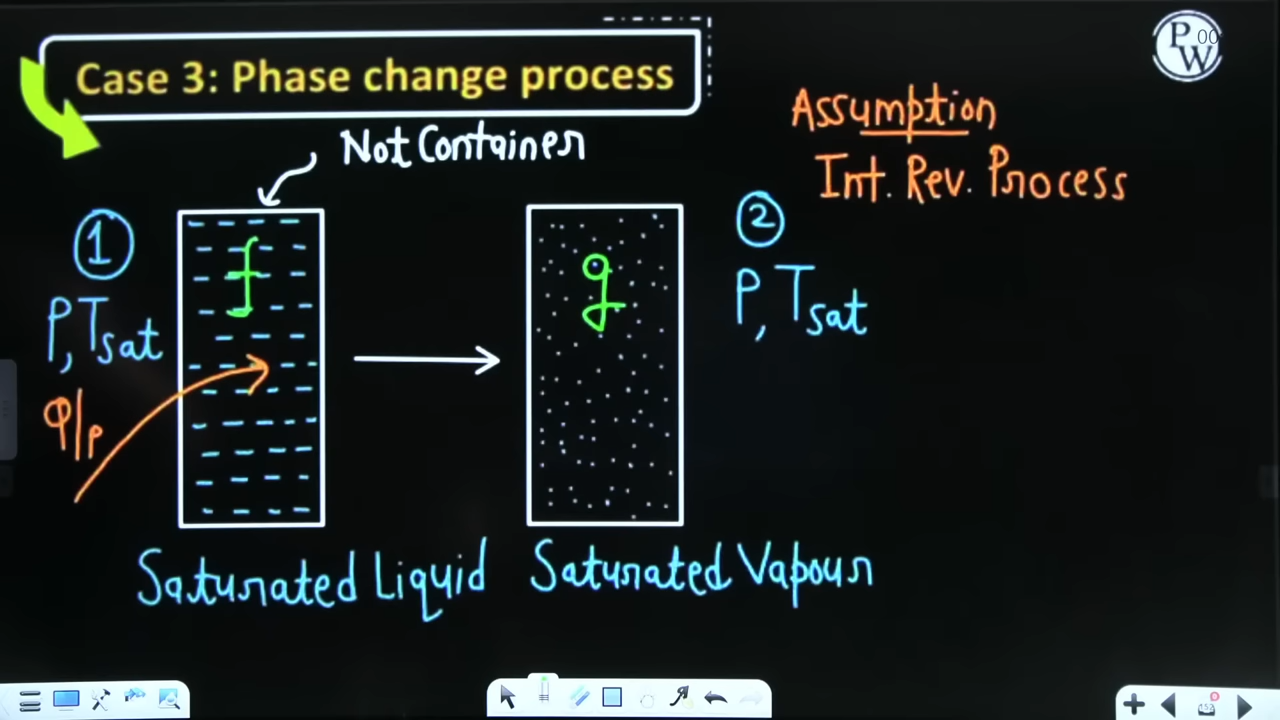 Case 3: Phase change process
PW
Assumption
Int. Rev. Process
Not Container
1
P, Tsat
f
g
2
P, Tsat
Saturated Liquid
Saturated Vapour